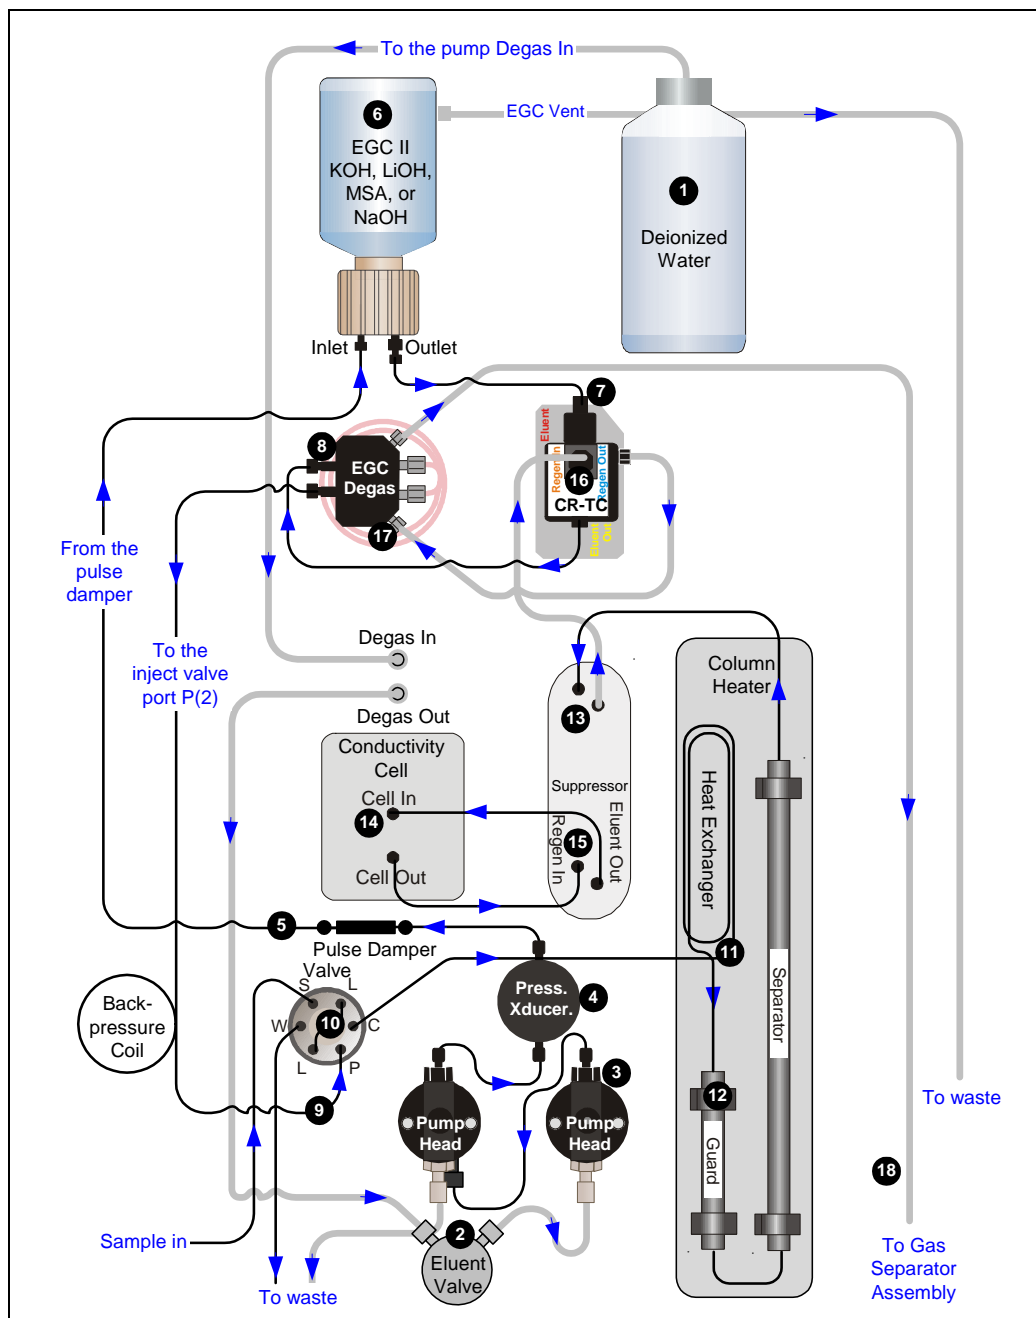 To the pump Degas In
6
EGC II
KOH, LiOH,
MSA, or
NaOH
EGC Vent
1
Deionized
Water
Inlet
Outlet
7
8
EGC
Degas
17
Eluent
Regen In
Regen Out
16
CR-TC
Eluent
Out
From the
pulse
damper
To the
inject valve
port P(2)
Degas In
Degas Out
Conductivity
Cell
Cell In
14
Cell Out
13
Suppressor
15
Regen In
Eluent Out
Column
Heater
Heat Exchanger
11
Separator
12
Guard
5
Pulse Damper
Valve
Press.
Xducer.
4
Back-
pressure
Coil
S
L
W
10
C
L
P
9
3
Pump
Head
Pump
Head
2
Eluent
Valve
Sample in
To waste
To waste
18
To Gas
Separator
Assembly